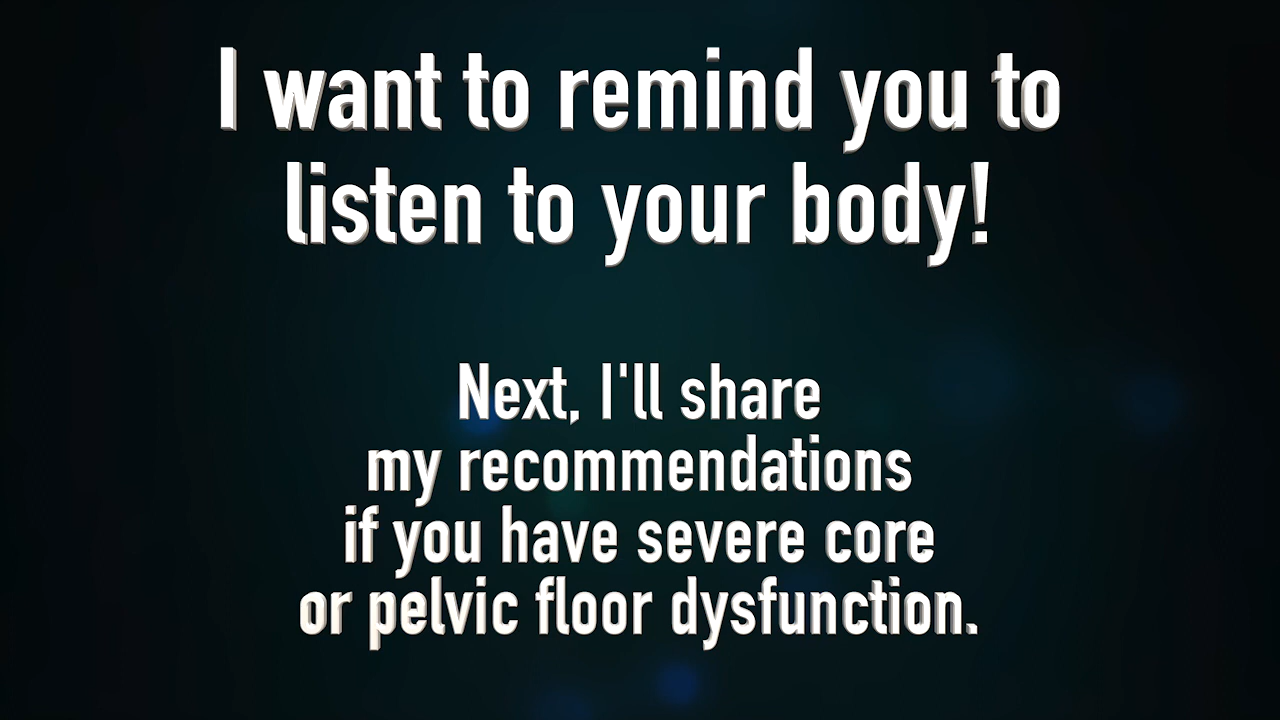 I want to remind you to
listen to your body!
Next, I'll share
my recommendations
if you have severe core
or pelvic floor dysfunction.